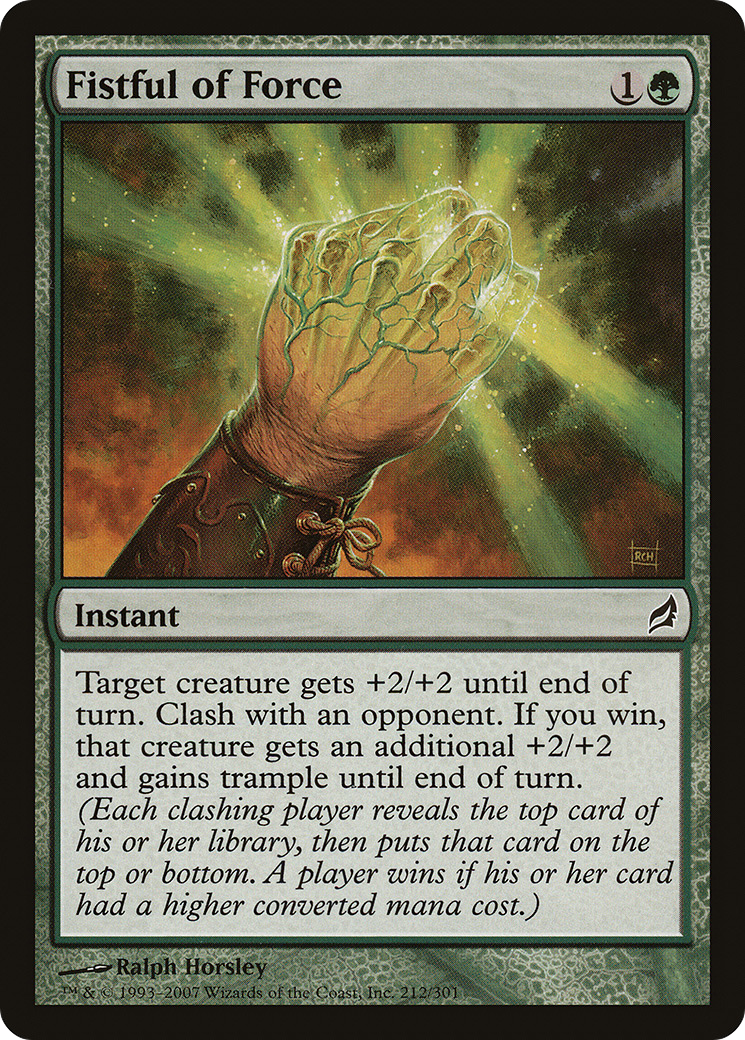 Fistful of Force 1
RCH
Instant
Target creature gets +2/+2 until end of
turn. Clash with an opponent. If you win,
that creature gets an additional +2/+2
and gains trample until end of turn.
(Each clashing player reveals the top card of
his or her library, then puts that card on the
top or bottom. A player wins if his or her card
had a higher converted mana cost.)
Ralph Horsley
™ & © 1993–2007 Wizards of the Coast, Inc. 212/301